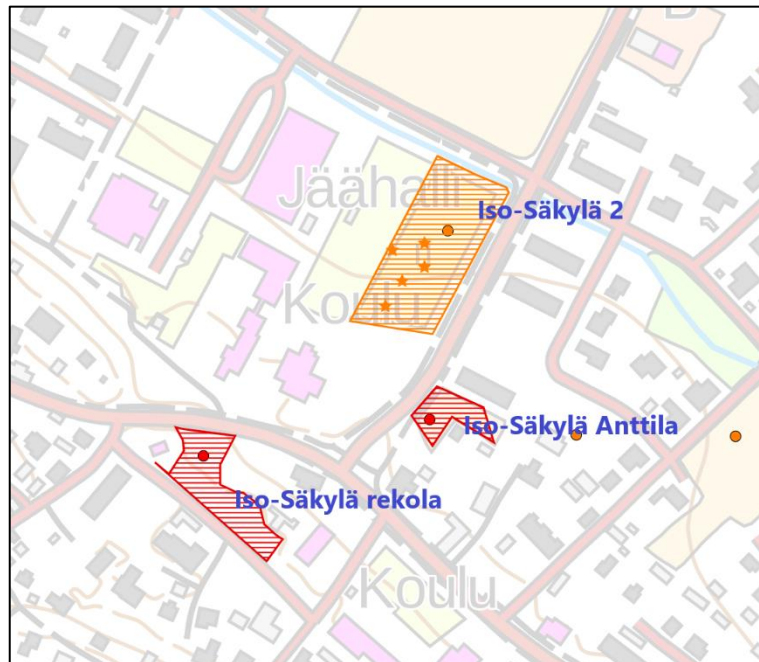 Jäähalli
Iso-Säkylä 2
Koulu
Iso-Säkylä Anttila
Iso-Säkylä rekola
Koulu